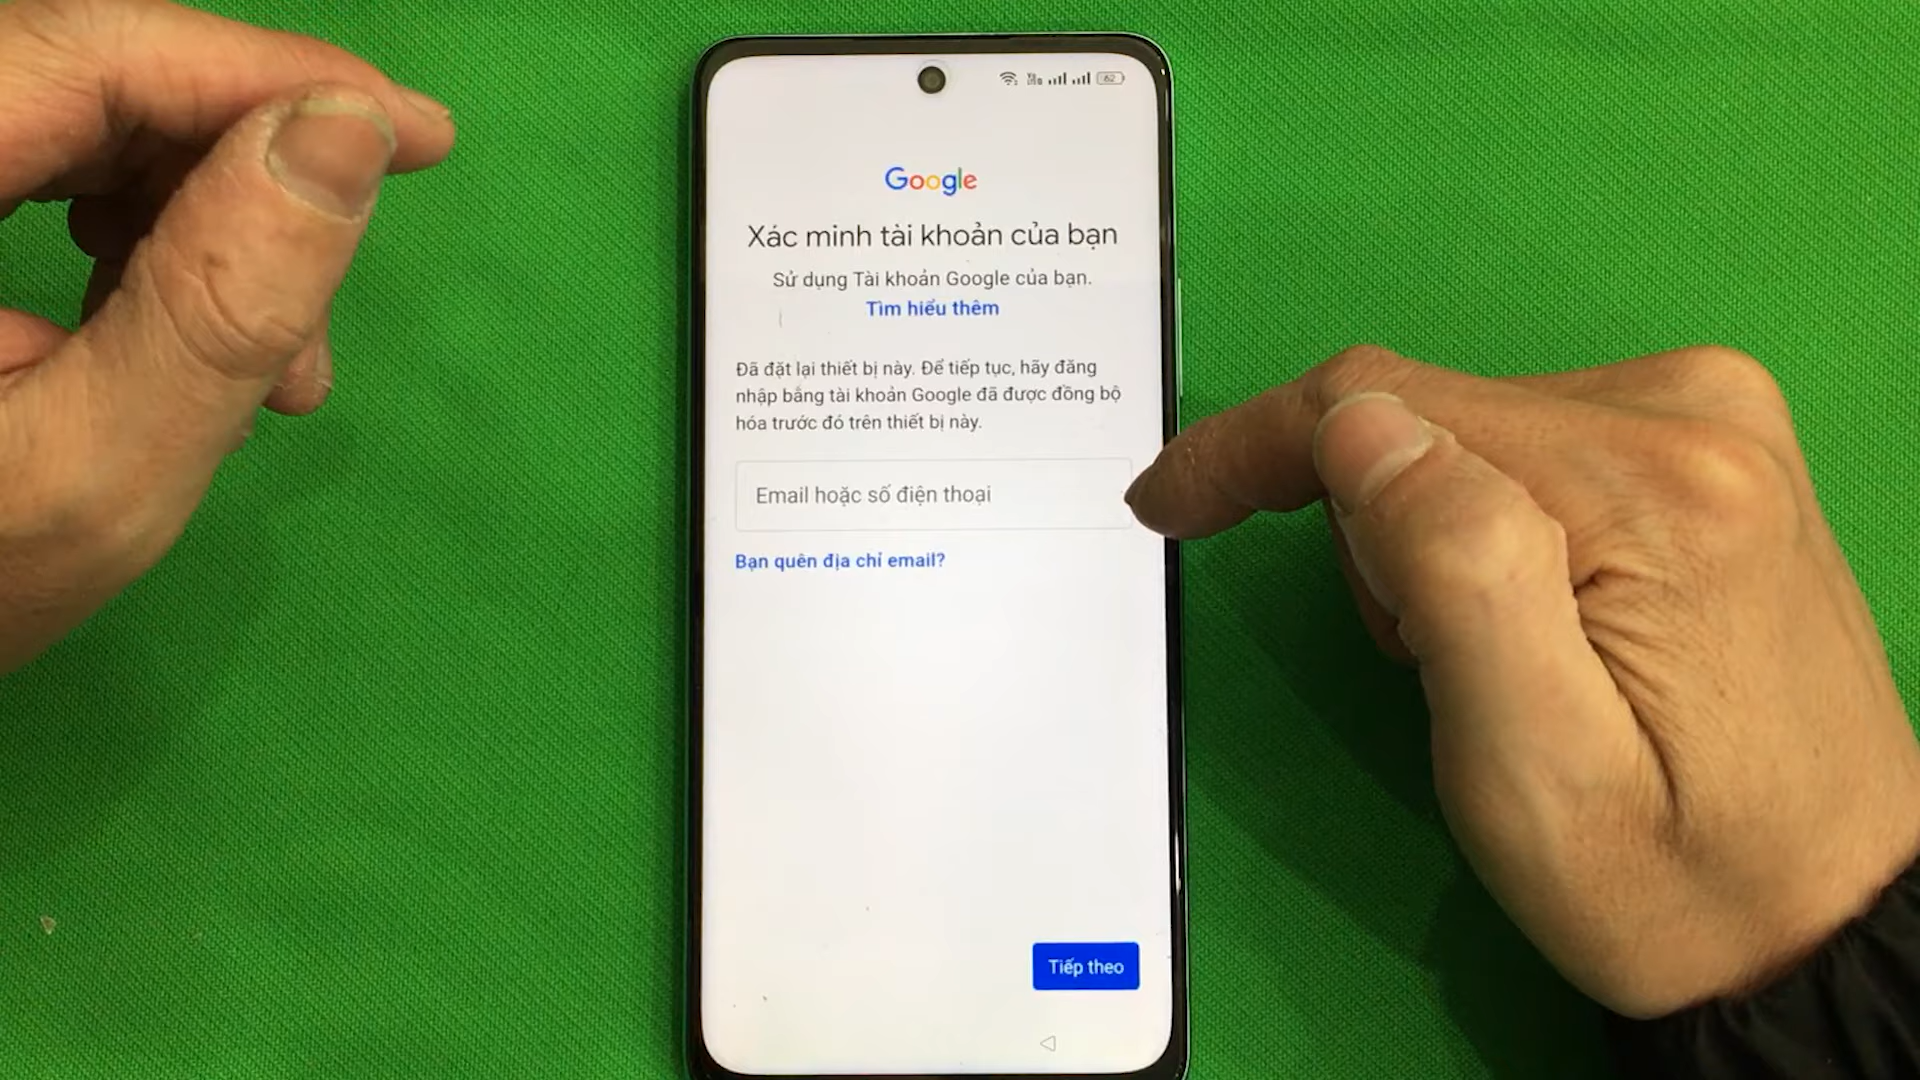 62
Google
Xác minh tài khoản của bạn
Sử dụng Tài khoản Google của bạn.
Tìm hiểu thêm
Đã đặt lại thiết bị này. Để tiếp tục, hãy đăng
nhập bằng tài khoản Google đã được đồng bộ
hóa trước đó trên thiết bị này.
Email hoặc số điện thoại
Bạn quên địa chỉ email?
Tiếp theo